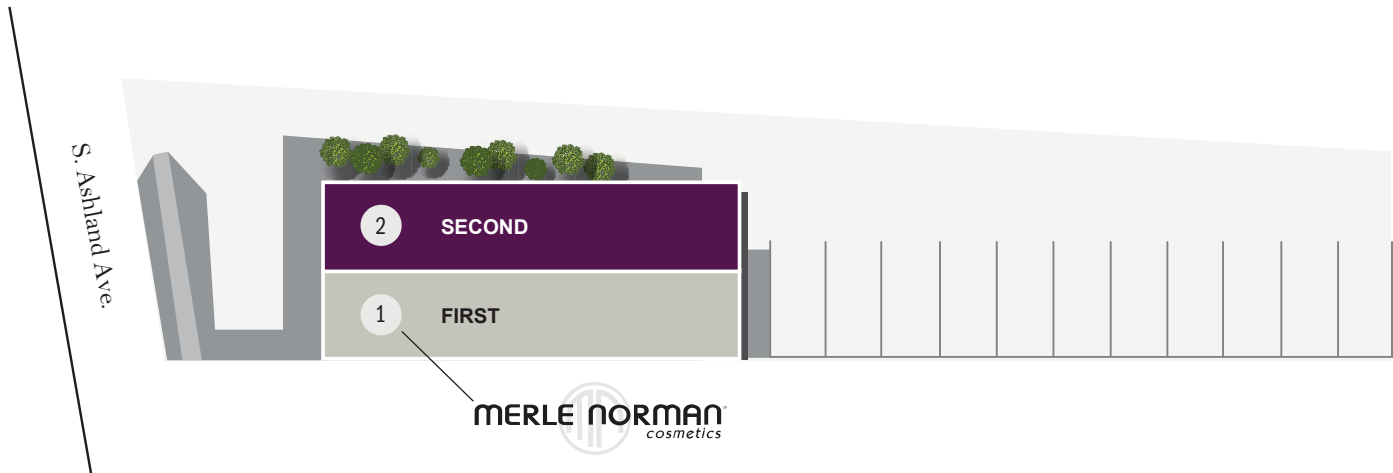 S. Ashland Ave.
2 SECOND
1 FIRST
MERLE NORMAN
cosmetics